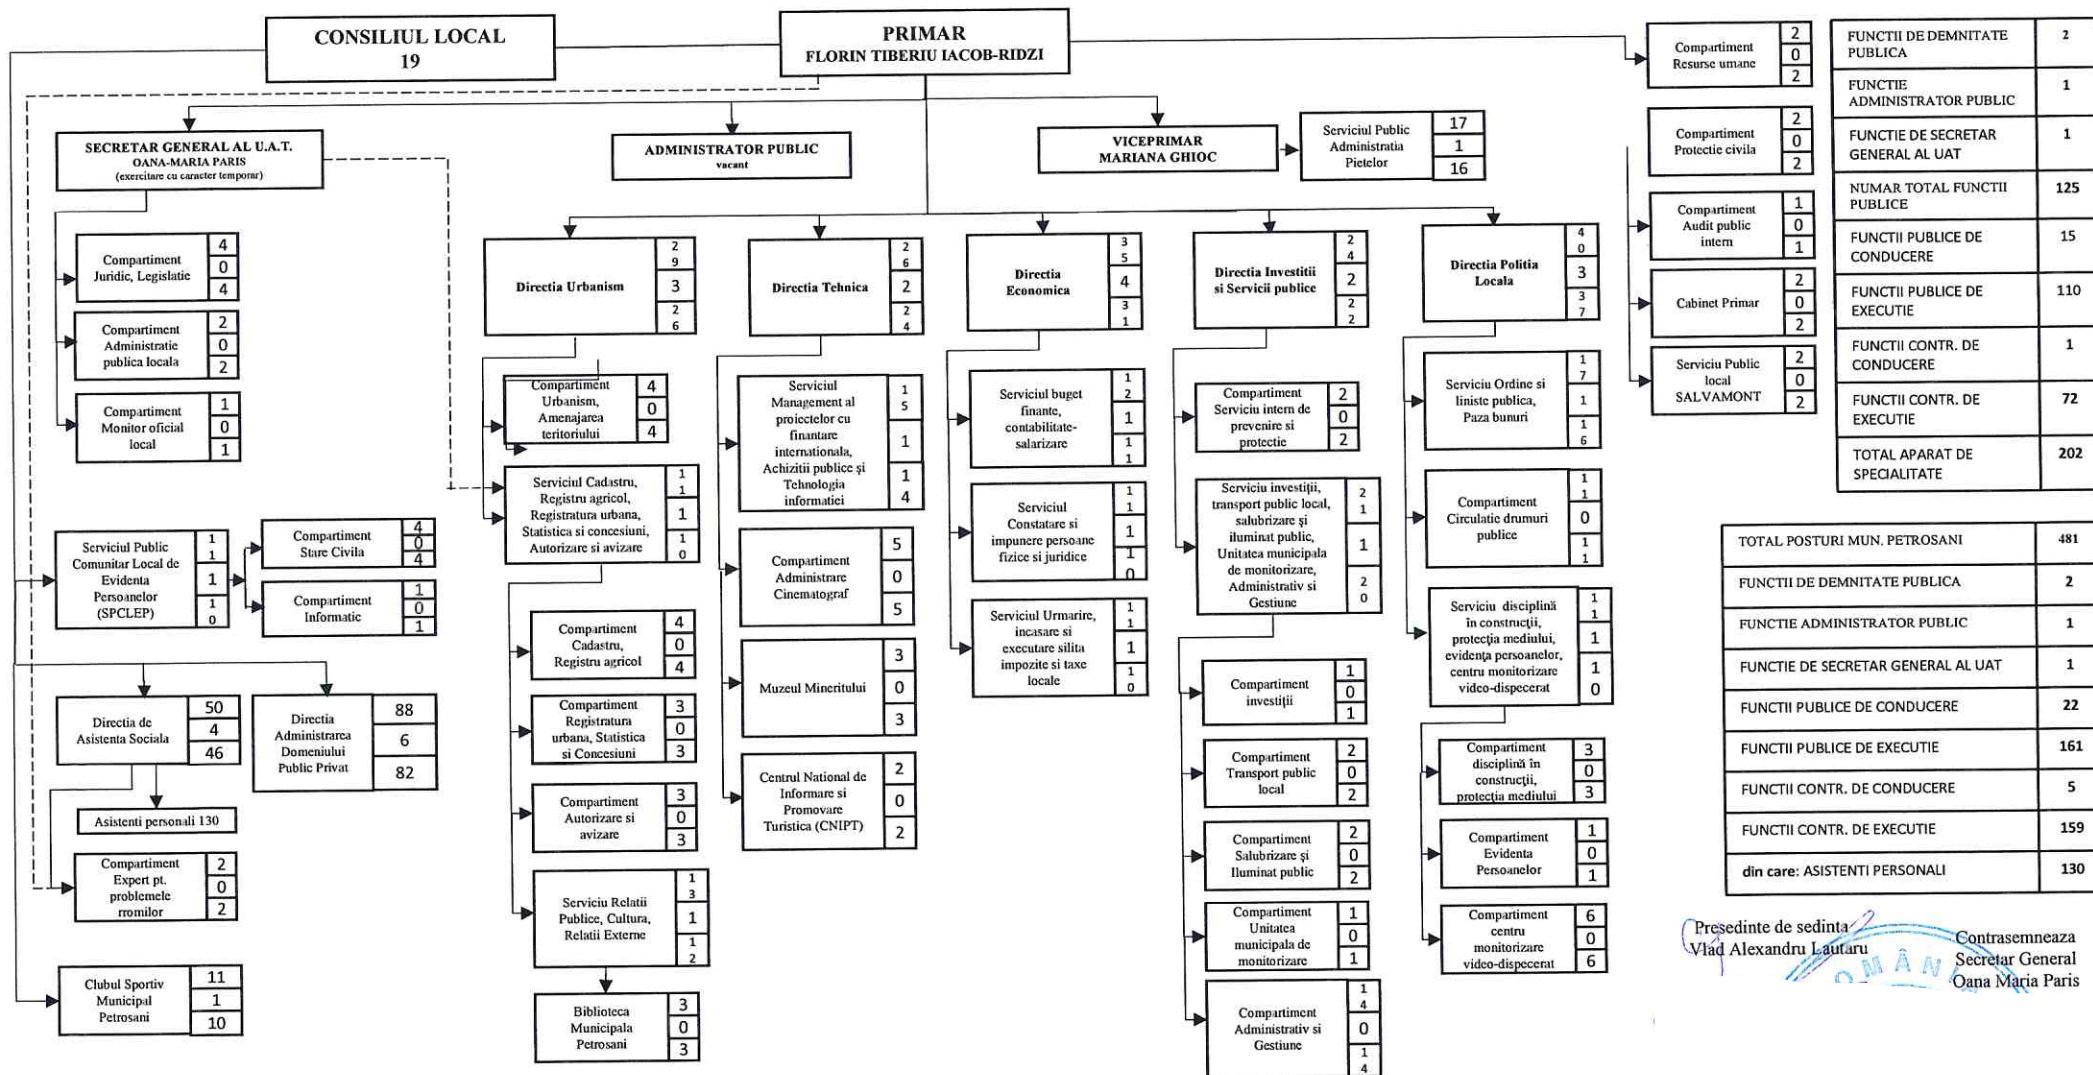 CONSILIUL LOCAL
19
PRIMAR
FLORIN TIBERIU IACOB-RIDZI
SECRETAR GENERAL AL U.A.T.
OANA-MARIA PARIS
(exercitare cu caracter temporar)
ADMINISTRATOR PUBLIC
vacant
VICEPRIMAR
MARIANA GHIOC
Serviciul Public
Administratia
Pietelor
17
1
16
Compartiment
Resurse umane
2
0
2
Compartiment
Protectie civila
2
0
2
Compartiment
Audit public
intern
1
0
1
Cabinet Primar
2
0
2
Serviciu Public
local
SALVAMONT
2
0
2
Compartiment
Juridic, Legislatie
4
0
4
Compartiment
Administratie
publica locala
2
0
2
Compartiment
Monitor oficial
local
1
0
1
Serviciul Public
Comunitar Local de
Evidenta
Persoanelor
(SPCLEP)
11
1
10
Compartiment
Stare Civila
4
0
4
Compartiment
Informatic
1
0
1
Directia de
Asistenta Sociala
50
4
46
Directia
Administrarea
Domeniului
Public Privat
88
6
82
Asistenti personali 130
Compartiment
Expert pt.
problemele
rromilor
2
0
2
Clubul Sportiv
Municipal
Petrosani
11
1
10
Directia Urbanism
29
3
26
Compartiment
Urbanism,
Amenajarea
teritoriului
4
0
4
Serviciul Cadastru,
Registru agricol,
Registratura urbana,
Statistica si concesiuni,
Autorizare si avizare
11
1
10
Compartiment
Cadastru,
Registru agricol
4
0
4
Compartiment
Registratura
urbana, Statistica
si Concesiuni
3
0
3
Compartiment
Autorizare si
avizare
3
0
3
Serviciu Relatii
Publice, Cultura,
Relatii Externe
13
1
12
Biblioteca
Municipala
Petrosani
3
0
3
Directia Tehnica
26
2
24
Serviciul
Management al
proiectelor cu
finantare
internationala,
Achizitii publice şi
Tehnologia
informatiei
15
1
14
Compartiment
Administrare
Cinematograf
5
0
5
Muzeul Mineritului
3
0
3
Centrul National de
Informare si
Promovare
Turistica (CNIPT)
2
0
2
Directia
Economica
35
4
31
Serviciul buget
finante,
contabilitate-
salarizare
12
1
11
Serviciul
Constatare si
impunere persoane
fizice si juridice
11
1
10
Serviciul Urmarire,
incasare si
executare silita
impozite si taxe
locale
11
1
10
Directia Investitii
si Servicii publice
24
2
22
Compartiment
Serviciu intern de
prevenire si
protectie
2
0
2
Serviciu investiții,
transport public local,
salubrizare şi
iluminat public,
Unitatea municipala
de monitorizare,
Administrativ si
Gestiune
21
1
20
Compartiment
investiții
1
0
1
Compartiment
Transport public
local
2
0
2
Compartiment
Salubrizare şi
Iluminat public
2
0
2
Compartiment
Unitatea
municipala de
monitorizare
1
0
1
Compartiment
Administrativ si
Gestiune
14
0
14
Directia Politia
Locala
40
3
37
Serviciu Ordine si
liniste publica,
Paza bunuri
17
1
16
Compartiment
Circulatie drumuri
publice
11
0
11
Serviciu disciplină
în construcții,
protecția mediului,
evidența persoanelor,
centru monitorizare
video-dispecerat
11
1
10
Compartiment
disciplină în
construcții,
protecția mediului
3
0
3
Compartiment
Evidenta
Persoanelor
1
0
1
Compartiment
centru
monitorizare
video-dispecerat
6
0
6
FUNCTII DE DEMNITATE PUBLICA 2
FUNCTIE ADMINISTRATOR PUBLIC 1
FUNCTIE DE SECRETAR GENERAL AL UAT 1
NUMAR TOTAL FUNCTII PUBLICE 125
FUNCTII PUBLICE DE CONDUCERE 15
FUNCTII PUBLICE DE EXECUTIE 110
FUNCTII CONTR. DE CONDUCERE 1
FUNCTII CONTR. DE EXECUTIE 72
TOTAL APARAT DE SPECIALITATE 202
TOTAL POSTURI MUN. PETROSANI 481
FUNCTII DE DEMNITATE PUBLICA 2
FUNCTIE ADMINISTRATOR PUBLIC 1
FUNCTIE DE SECRETAR GENERAL AL UAT 1
FUNCTII PUBLICE DE CONDUCERE 22
FUNCTII PUBLICE DE EXECUTIE 161
FUNCTII CONTR. DE CONDUCERE 5
FUNCTII CONTR. DE EXECUTIE 159
din care: ASISTENTI PERSONALI 130
Presedinte de sedinta
Vlad Alexandru Lautaru
Contrasemneaza
Secretar General
Oana Maria Paris